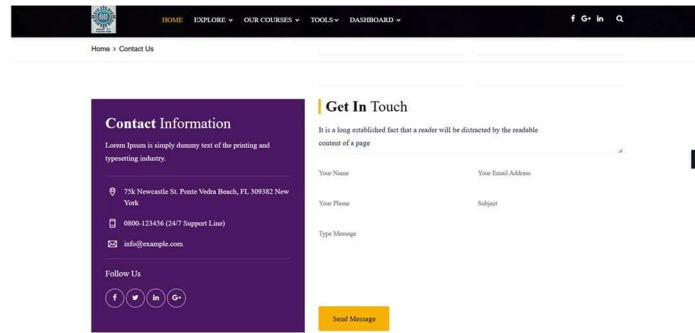 HOME EXPLORE OUR COURSES TOOLS DASHBOARD f G+ in
Home > Contact Us
Contact Information
Lorem Ipsum is simply dummy text of the printing and
typesetting industry.
75k Newcastle St. Ponte Vedra Beach, FL 309382 New
York
0800-123456 (24/7 Support Line)
info@example.com
Follow Us
f in G+
Get In Touch
It is a long established fact that a reader will be distracted by the readable
content of a page
Your Name Your Email Address
Your Phone Subject
Type Message
Send Message